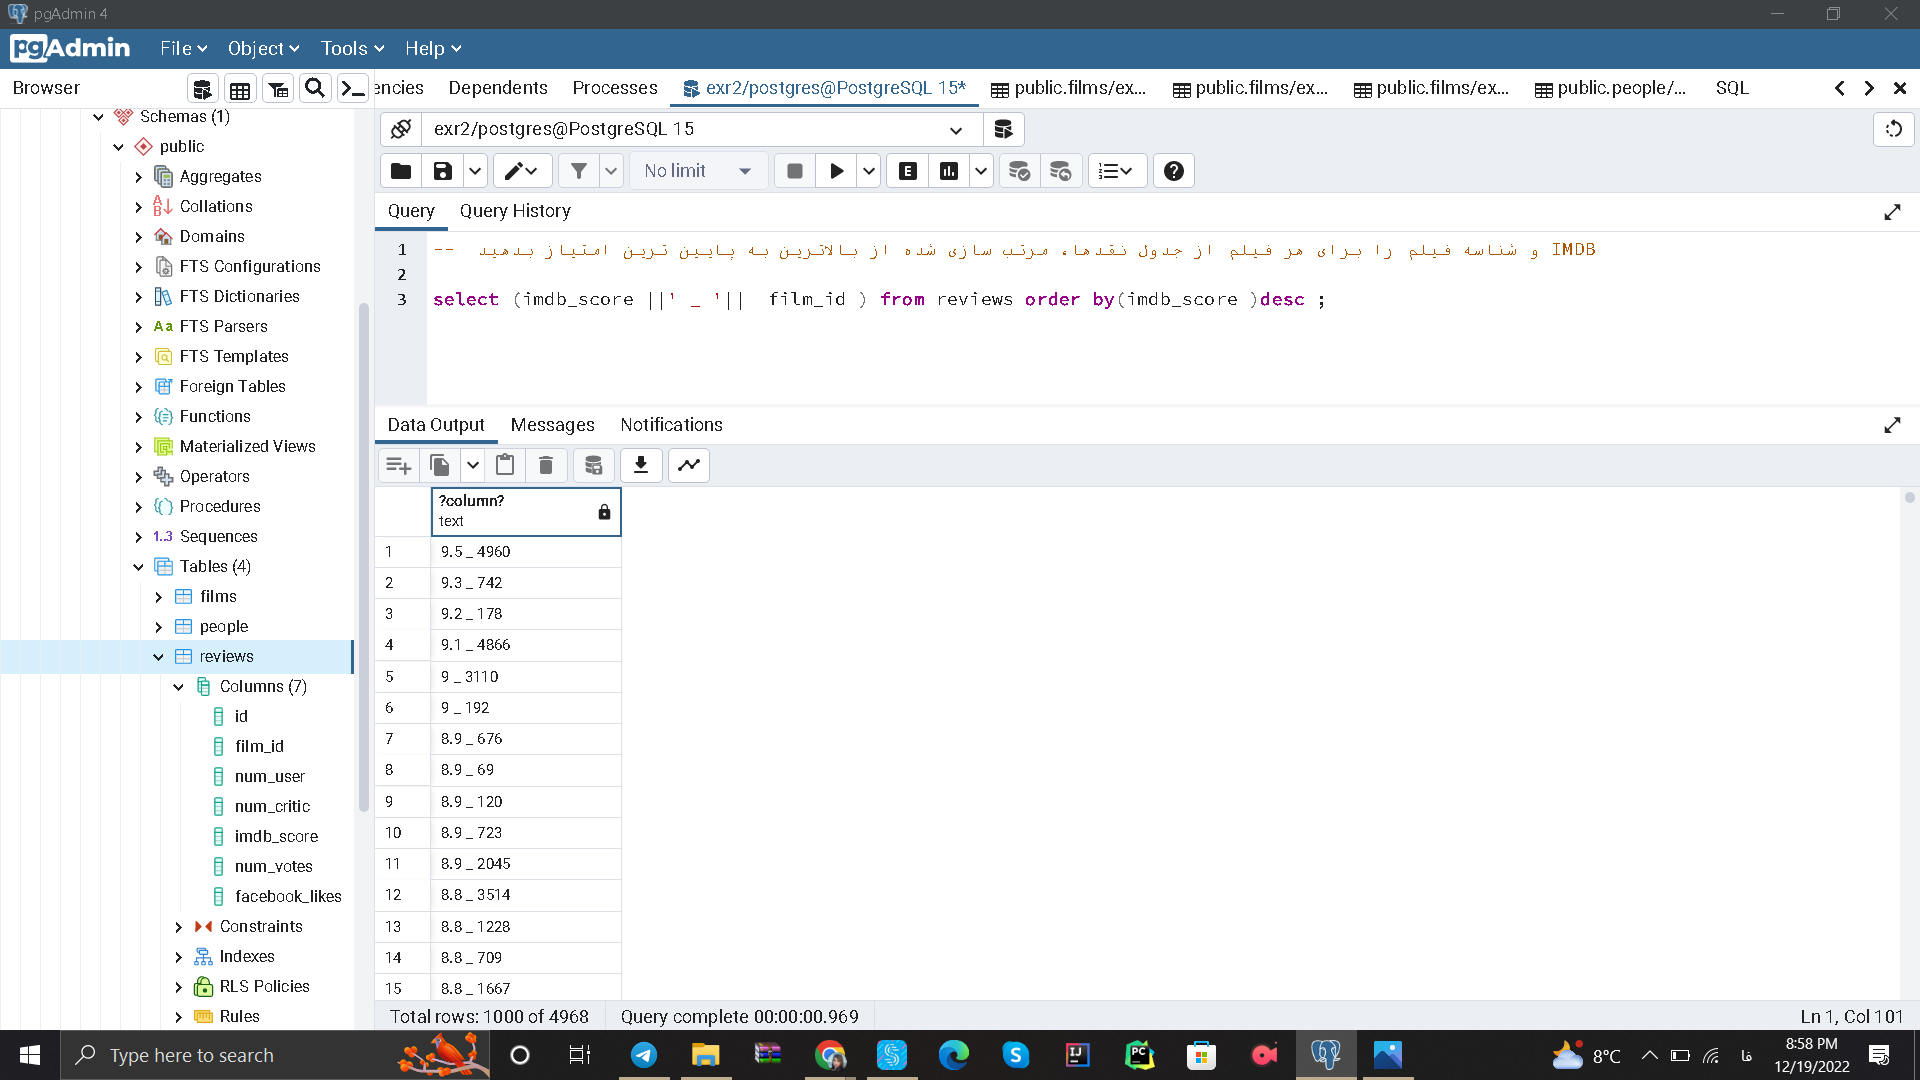 pgAdmin 4
pgAdmin File Object Tools Help
Browser
encies Dependents Processes exr2/postgres@PostgreSQL 15* public.films/ex... public.films/ex... public.films/ex... public.people/... SQL
Schemas (1)
public
Aggregates
Collations
Domains
FTS Configurations
FTS Dictionaries
Aa FTS Parsers
FTS Templates
Foreign Tables
Functions
Materialized Views
Operators
Procedures
1..3 Sequences
Tables (4)
films
people
reviews
Columns (7)
id
film_id
num_user
num_critic
imdb_score
num_votes
facebook_likes
Constraints
Indexes
RLS Policies
Rules
exr2/postgres@PostgreSQL 15
No limit E
Query Query History
1 -- IMDB و شناسه فیلم را برای هر فیلم از جدول نقدها، مرتب سازی شده از بالاترین به پایین ترین امتیاز بدهید
2
3 select (imdb_score ||' _ '|| film_id ) from reviews order by(imdb_score )desc ;
Data Output Messages Notifications
?column?
text
1 9.5 _ 4960
2 9.3 _ 742
3 9.2 _ 178
4 9.1 _ 4866
5 9 _ 3110
6 9 _ 192
7 8.9 _ 676
8 8.9 _ 69
9 8.9 _ 120
10 8.9 _ 723
11 8.9 _ 2045
12 8.8 _ 3514
13 8.8 _ 1228
14 8.8 _ 709
15 8.8 _ 1667
Total rows: 1000 of 4968 Query complete 00:00:00.969 Ln 1, Col 101
Type here to search
8°C فا 8:58 PM
12/19/2022